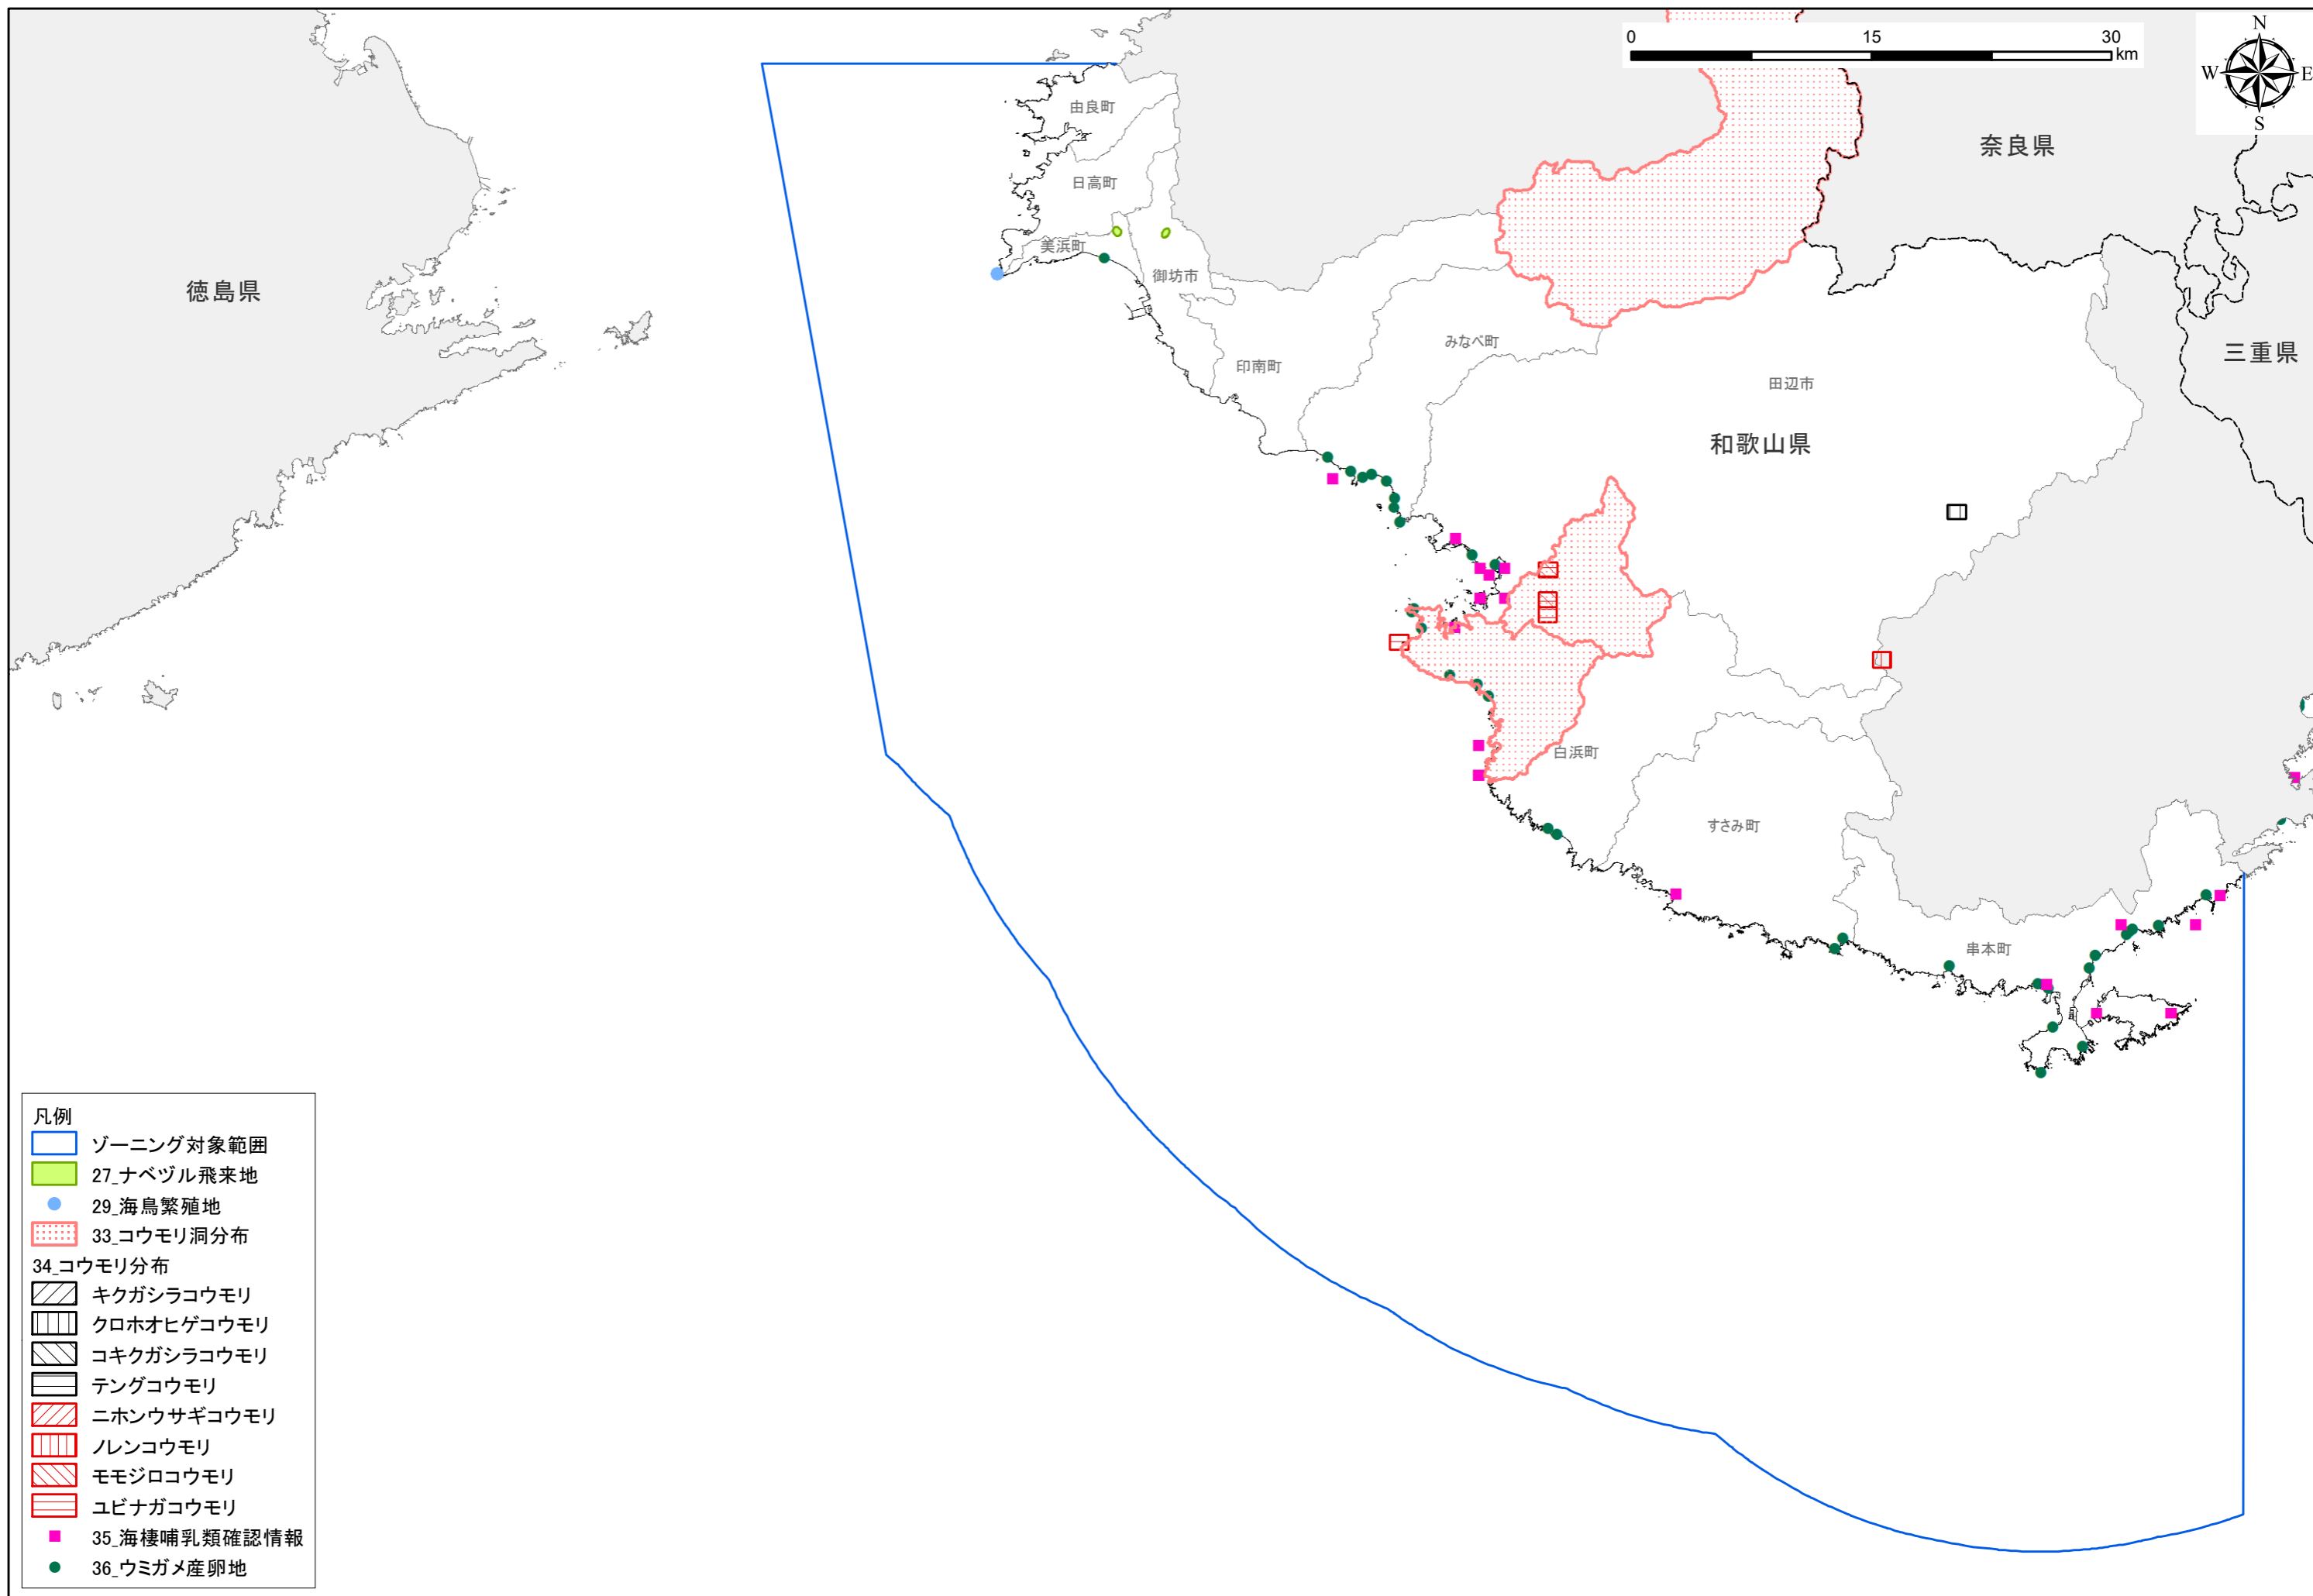 0 15 30
km
N
W E
S
由良町
奈良県
日高町
美浜町
御坊市
徳島県
みなべ町
三重県
印南町
田辺市
和歌山県
白浜町
すさみ町
串本町
凡例
ゾーニング対象範囲
27_ナベヅル飛来地
29_海鳥繁殖地
33_コウモリ洞分布
34_コウモリ分布
キクガシラコウモリ
クロホオヒゲコウモリ
コキクガシラコウモリ
テングコウモリ
ニホンウサギコウモリ
ノレンコウモリ
モモジロコウモリ
ユビナガコウモリ
35_海棲哺乳類確認情報
36_ウミガメ産卵地